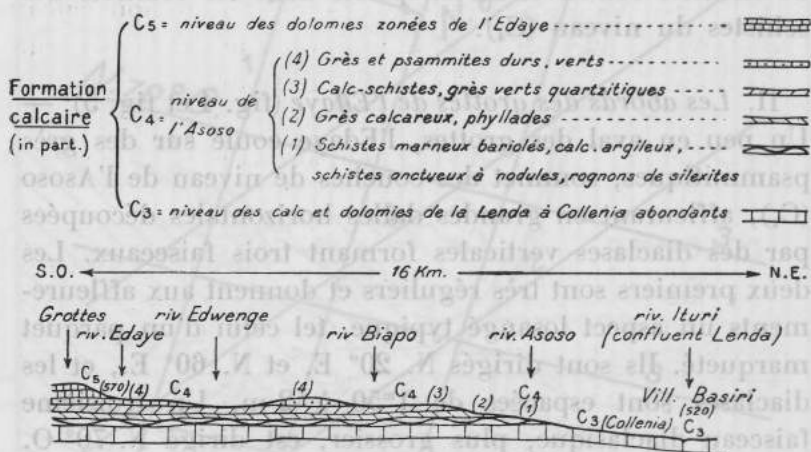 C5 = niveau des dolomies zonées de l'Edaye
Formation calcaire (in part.)
C4 = niveau de l'Asoso
(4) Grès et psammites durs, verts
(3) Calc-schistes, grès verts quartzitiques
(2) Grès calcareux, phyllades
(1) Schistes marneux bariolés, calc. argileux,
schistes onctueux à nodules, rognons de silexites
C3 = niveau des calc et dolomies de la Lenda à Collenia abondants
S.O. 16 Km. N.E.
Grottes riv. Edaye riv. Edwenge riv. Biapo riv. Asoso riv. Ituri
(confluent Lenda)
C5 (570) (4) C4 (4) C4 (3) (2) C4 (1) Vill. Basiri
(520)
C3 (Collenia) C3